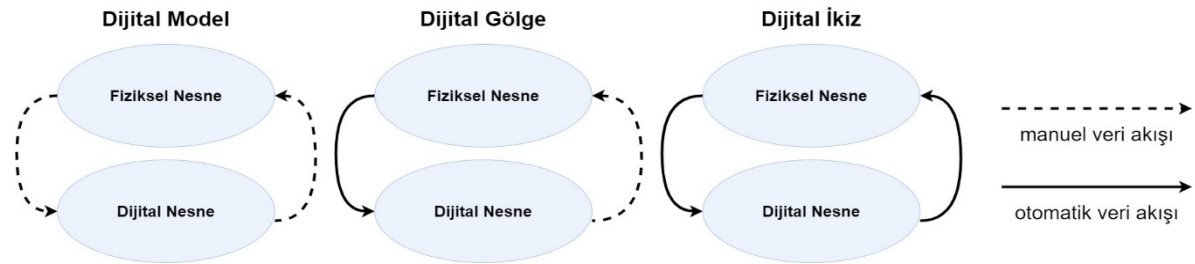 Dijital Model
Dijital Gölge
Dijital İkiz
Fiziksel Nesne
Fiziksel Nesne
Fiziksel Nesne
manuel veri akışı
Dijital Nesne
Dijital Nesne
Dijital Nesne
otomatik veri akışı